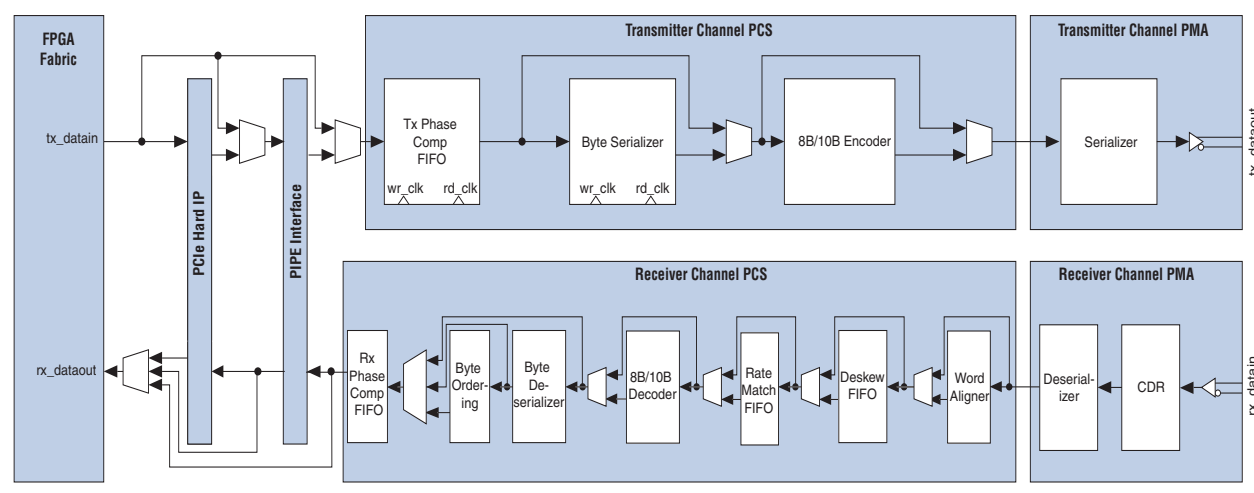 FPGA
Fabric
tx_datain
rx_dataout
PCIe Hard IP
PIPE Interface
Transmitter Channel PCS
Tx Phase
Comp
FIFO
wr_clk
rd_clk
Byte Serializer
wr_clk
rd_clk
8B/10B Encoder
Transmitter Channel PMA
Serializer
tx_dataout
Receiver Channel PCS
Rx
Phase
Comp
FIFO
Byte
Order-
ing
Byte
De-
serializer
8B/10B
Decoder
Rate
Match
FIFO
Deskew
FIFO
Word
Aligner
Receiver Channel PMA
Deserial-
izer
CDR
rx_datain